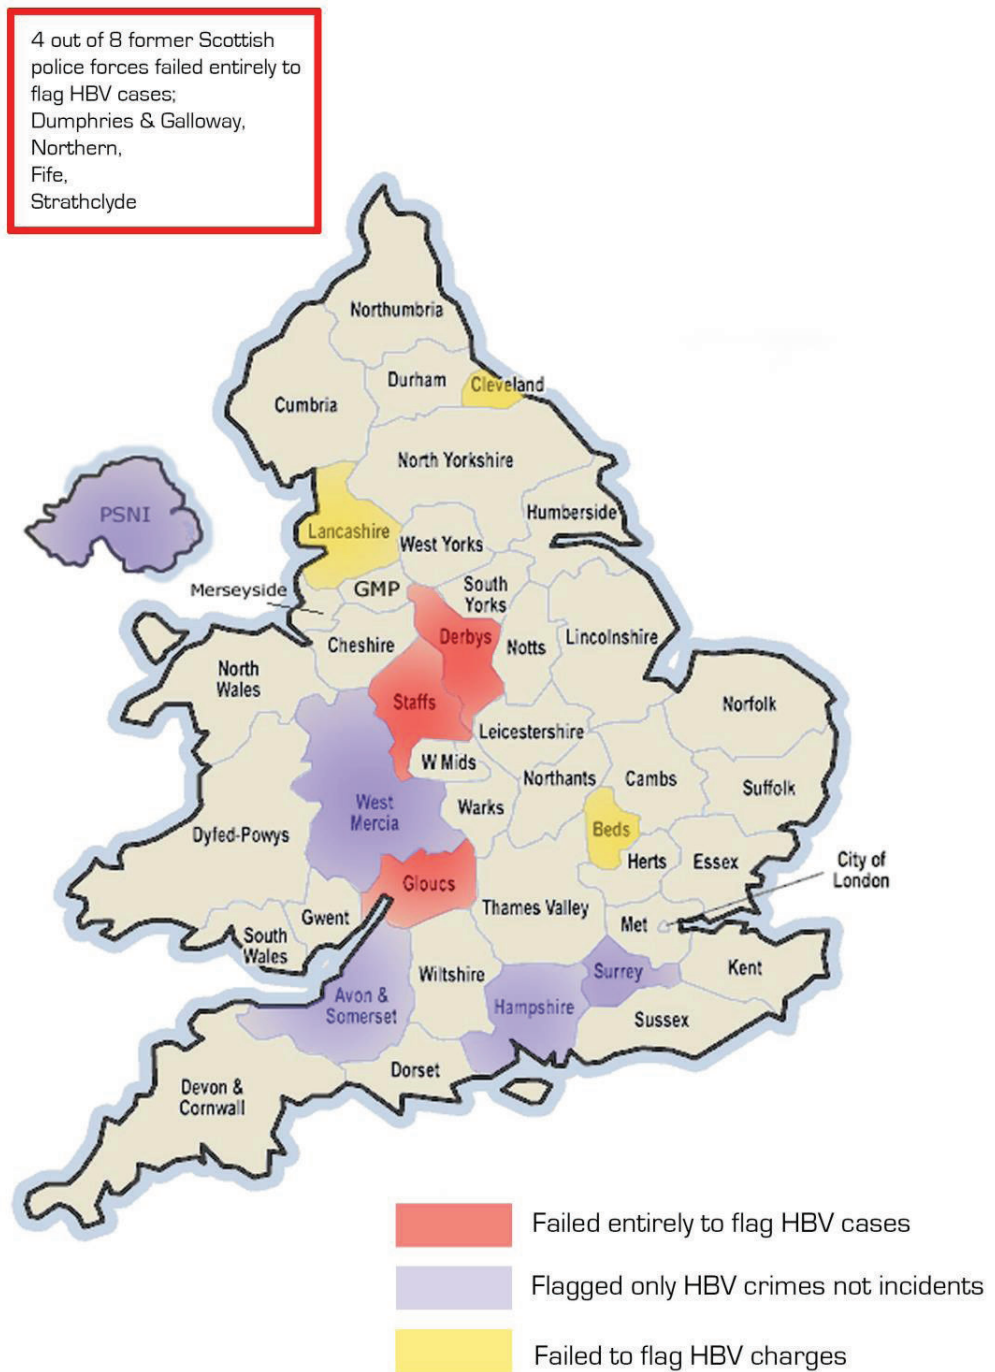 4 out of 8 former Scottish
police forces failed entirely to
flag HBV cases;
Dumphries & Galloway,
Northern,
Fife,
Strathclyde
Northumbria
Durham
Cleveland
Cumbria
North Yorkshire
PSNI
Humberside
Lancashire
West Yorks
Merseyside
GMP
South
Yorks
Cheshire
Derbys
Notts
Lincolnshire
North
Wales
Staffs
Norfolk
Leicestershire
W Mids
Northants
Cambs
Suffolk
West
Mercia
Warks
Dyfed-Powys
Beds
Herts
Essex
City of
London
Gloucs
Gwent
Thames Valley
Met
South
Wales
Wiltshire
Surrey
Kent
Avon &
Somerset
Hampshire
Sussex
Dorset
Devon &
Cornwall
Failed entirely to flag HBV cases
Flagged only HBV crimes not incidents
Failed to flag HBV charges